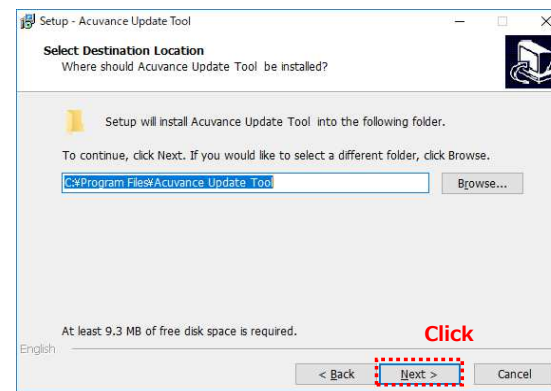 Setup - Acuvance Update Tool
Select Destination Location
Where should Acuvance Update Tool be installed?
Setup will install Acuvance Update Tool into the following folder.
To continue, click Next. If you would like to select a different folder, click Browse.
C:¥Program Files¥Acuvance Update Tool
Browse...
At least 9.3 MB of free disk space is required.
Click
English
< Back
Next >
Cancel